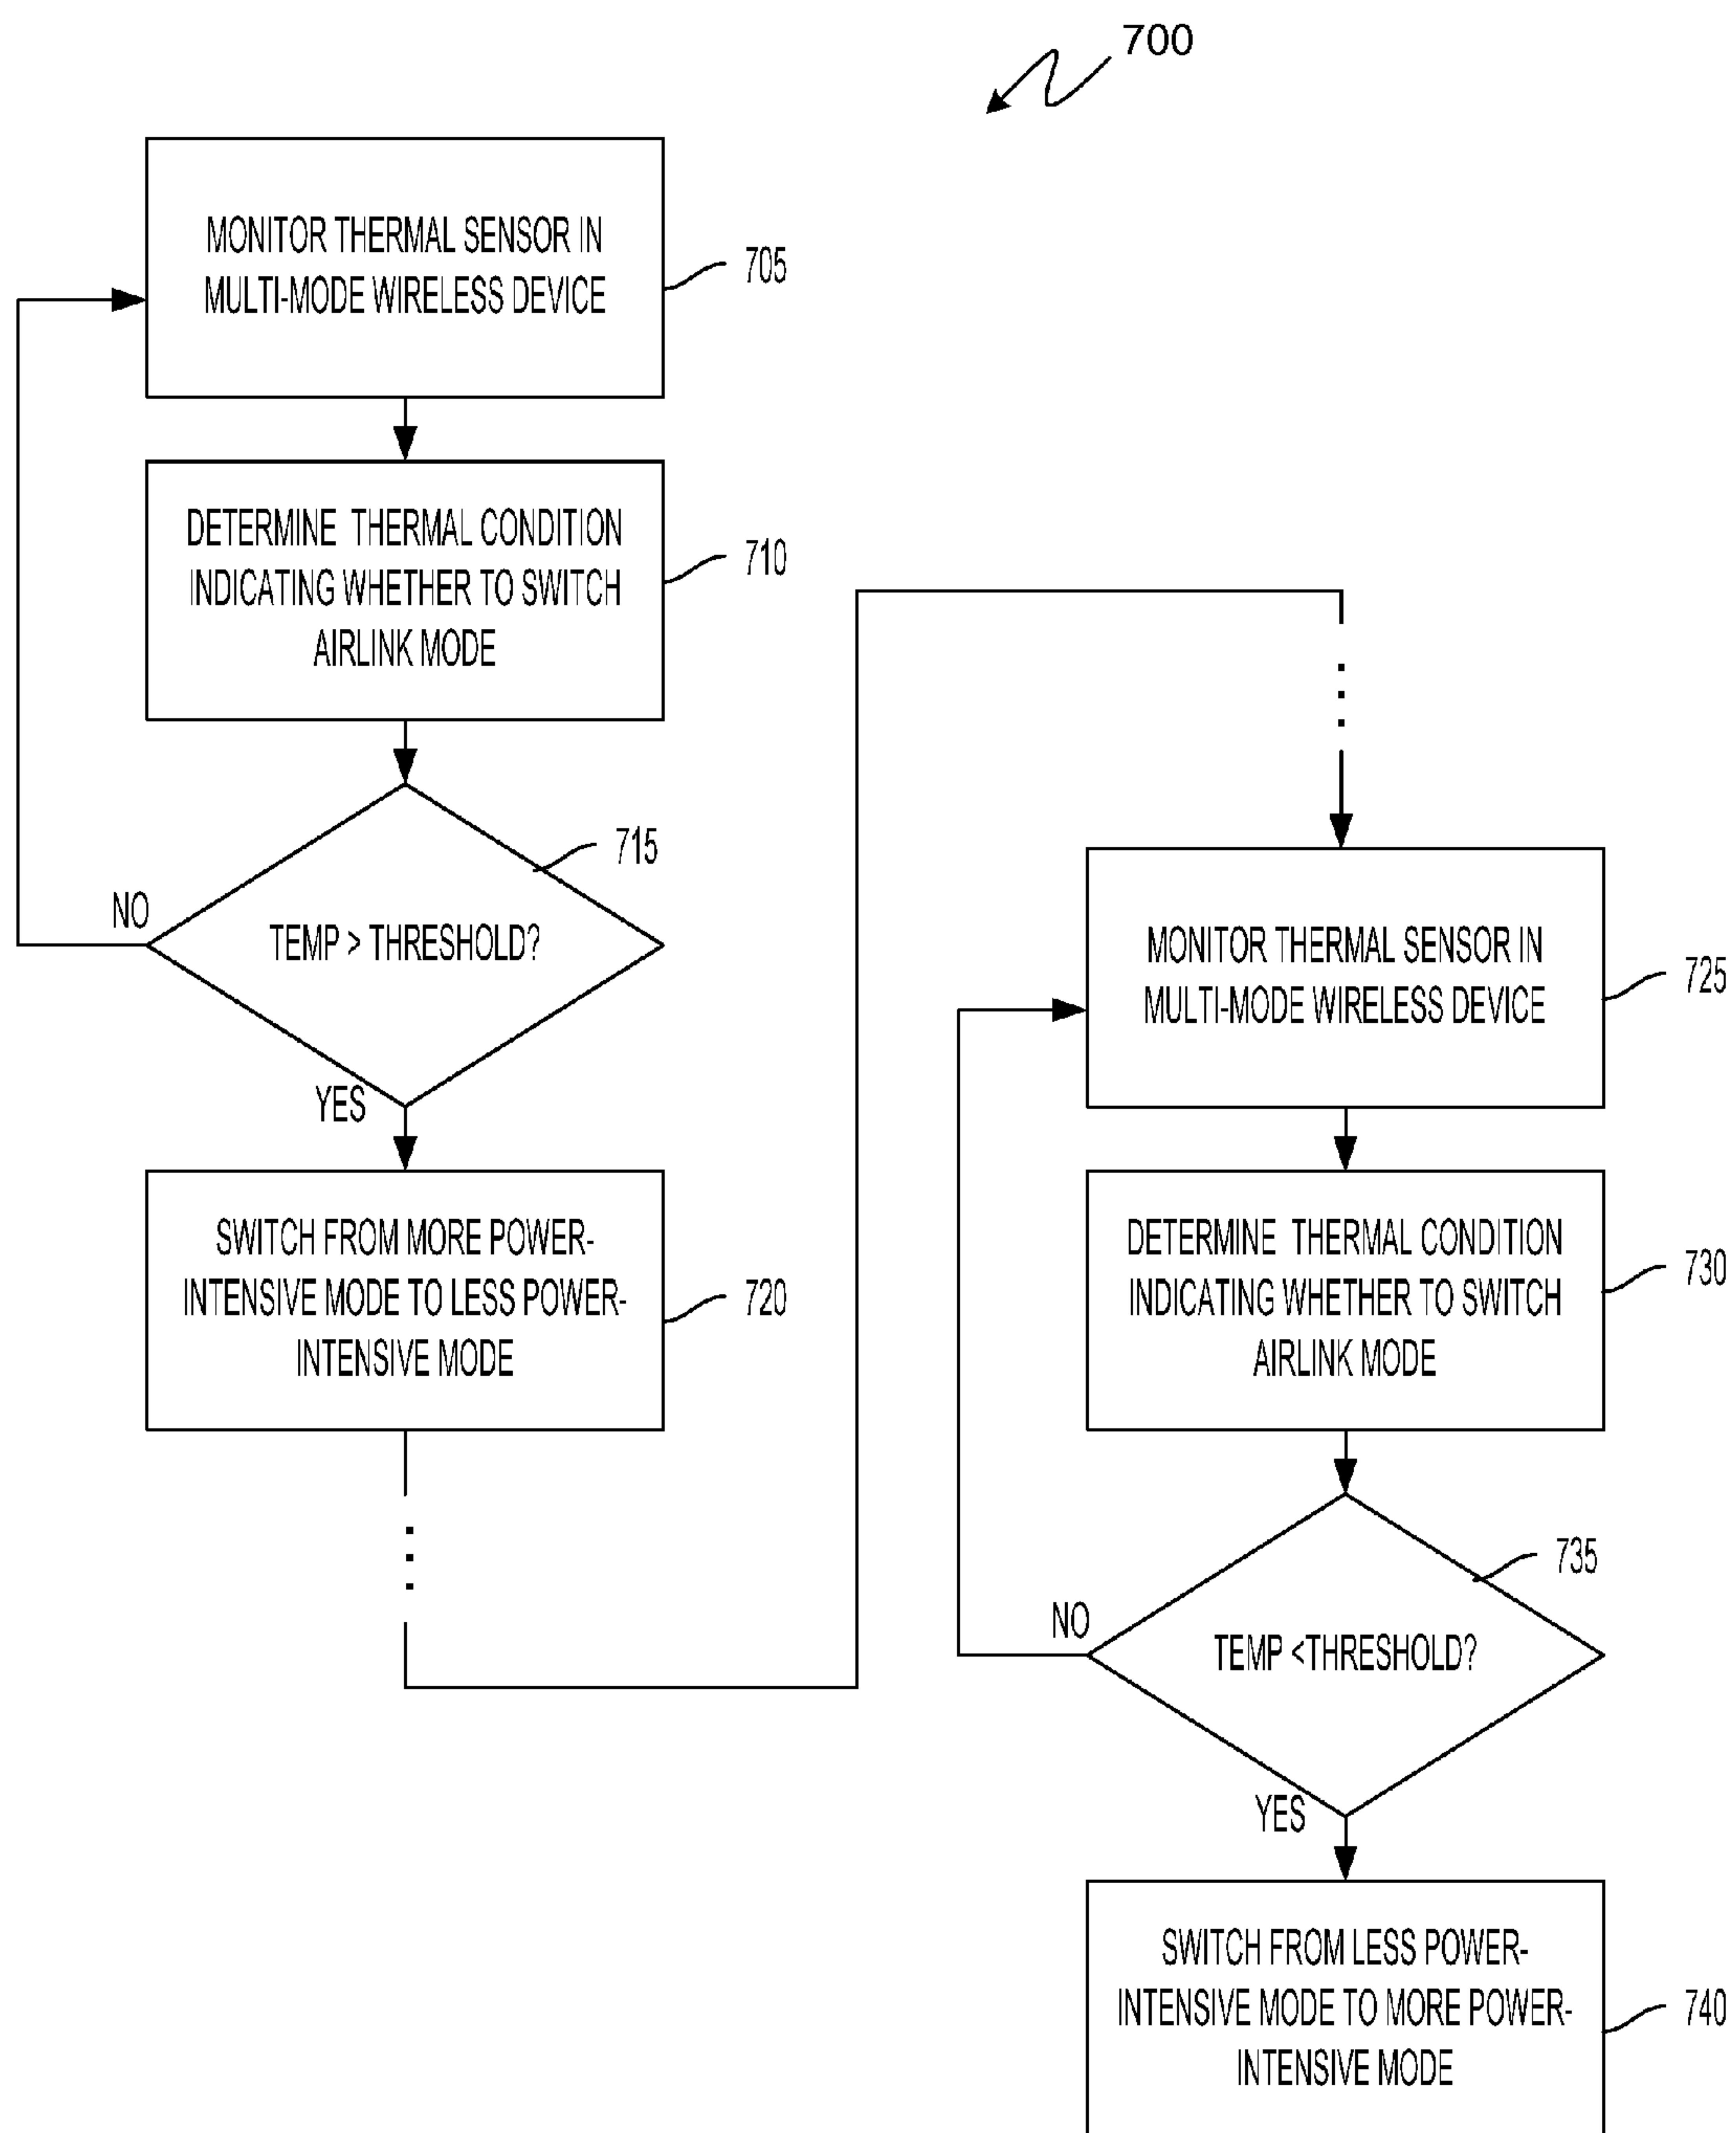 700
MONITOR THERMAL SENSOR IN
MULTI-MODE WIRELESS DEVICE
705
DETERMINE THERMAL CONDITION
INDICATING WHETHER TO SWITCH
AIRLINK MODE
710
715
TEMP > THRESHOLD?
NO
YES
SWITCH FROM MORE POWER-
INTENSIVE MODE TO LESS POWER-
INTENSIVE MODE
720
MONITOR THERMAL SENSOR IN
MULTI-MODE WIRELESS DEVICE
725
DETERMINE THERMAL CONDITION
INDICATING WHETHER TO SWITCH
AIRLINK MODE
730
735
TEMP <THRESHOLD?
NO
YES
SWITCH FROM LESS POWER-
INTENSIVE MODE TO MORE POWER-
INTENSIVE MODE
740